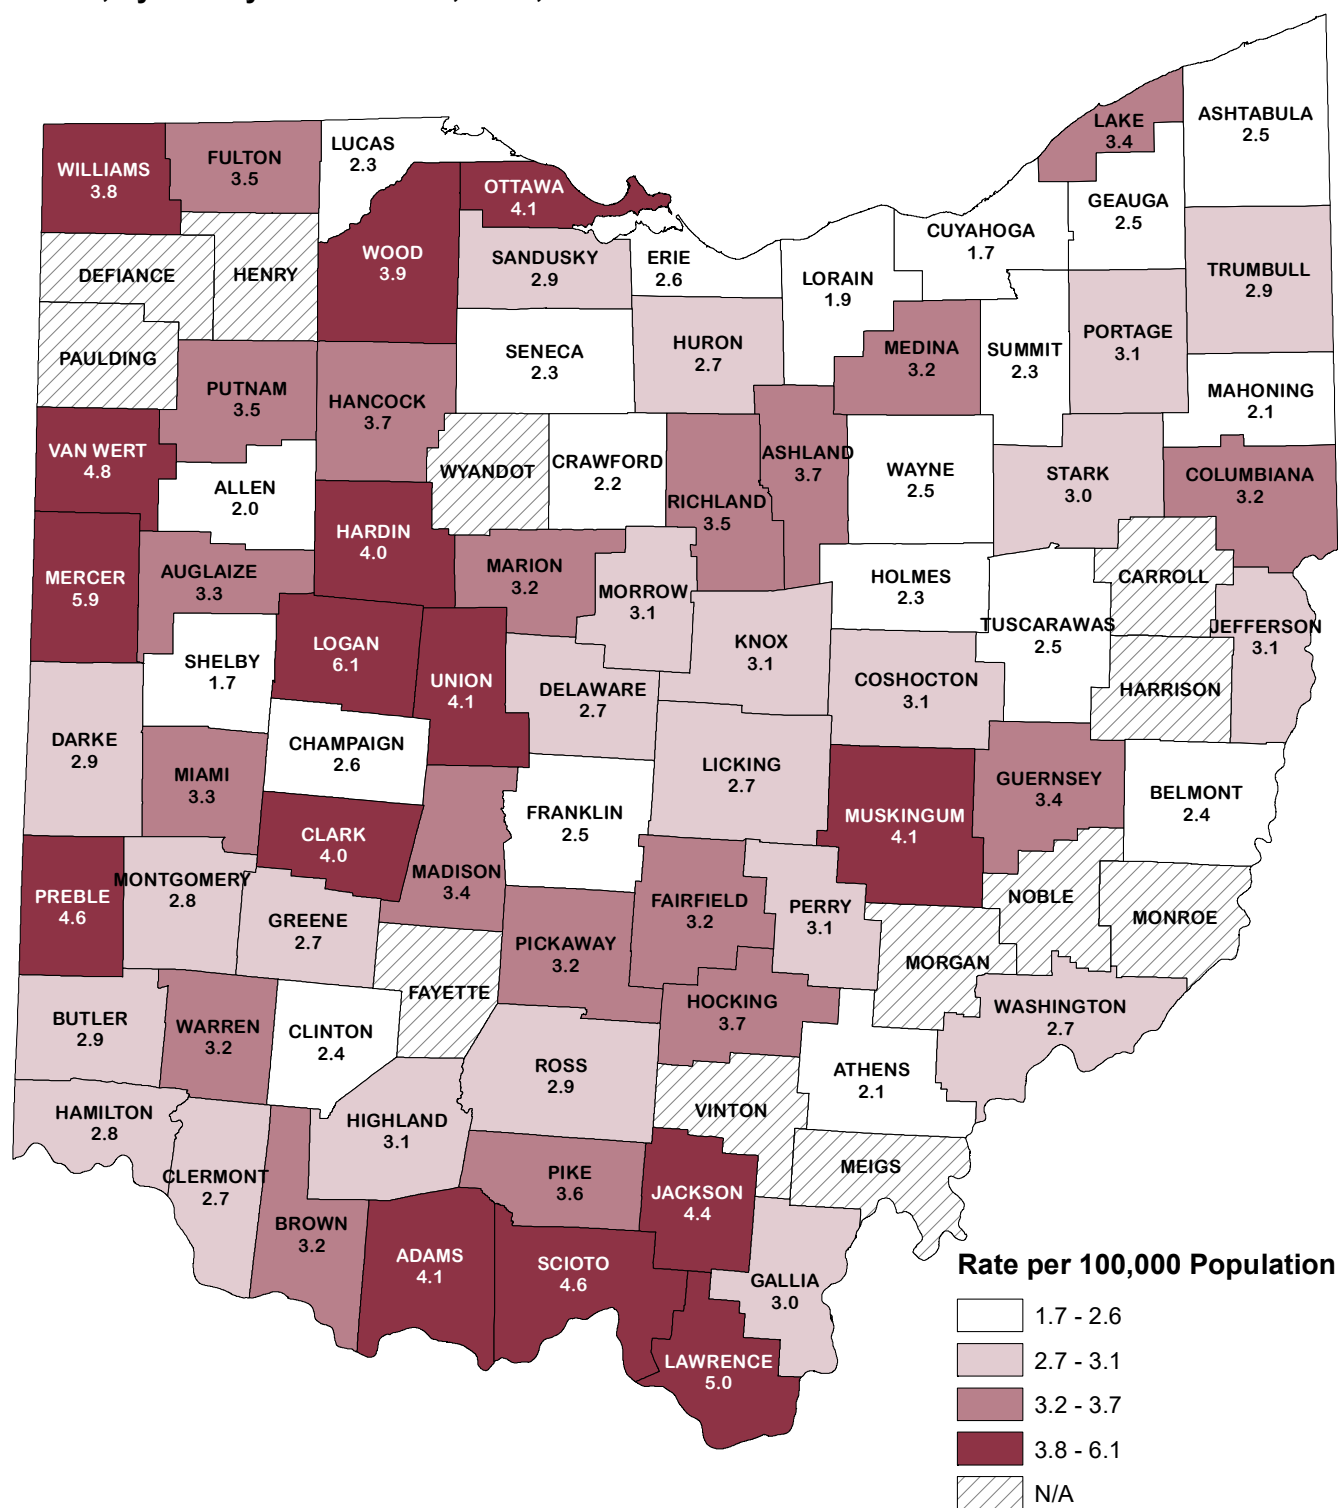 LAKE
3.4
ASHTABULA
2.5
LUCAS
2.3
FULTON
3.5
WILLIAMS
3.8
OTTAWA
4.1
GEAUGA
2.5
CUYAHOGA
1.7
WOOD
3.9
SANDUSKY
2.9
ERIE
2.6
LORAIN
1.9
TRUMBULL
2.9
DEFIANCE
HENRY
PAULDING
SENECA
2.3
HURON
2.7
MEDINA
3.2
SUMMIT
2.3
PORTAGE
3.1
MAHONING
2.1
PUTNAM
3.5
HANCOCK
3.7
VAN WERT
4.8
ALLEN
2.0
WYANDOT
CRAWFORD
2.2
RICHLAND
3.5
ASHLAND
3.7
WAYNE
2.5
STARK
3.0
COLUMBIANA
3.2
HARDIN
4.0
MERCER
5.9
AUGLAIZE
3.3
MARION
3.2
MORROW
3.1
HOLMES
2.3
CARROLL
TUSCARAWAS
2.5
JEFFERSON
3.1
LOGAN
6.1
SHELBY
1.7
UNION
4.1
KNOX
3.1
DELAWARE
2.7
COSHOCTON
3.1
HARRISON
DARKE
2.9
CHAMPAIGN
2.6
MIAMI
3.3
LICKING
2.7
GUERNSEY
3.4
BELMONT
2.4
FRANKLIN
2.5
MUSKINGUM
4.1
CLARK
4.0
MADISON
3.4
PREBLE
4.6
MONTGOMERY
2.8
GREENE
2.7
FAIRFIELD
3.2
PERRY
3.1
NOBLE
MONROE
PICKAWAY
3.2
MORGAN
FAYETTE
HOCKING
3.7
WASHINGTON
2.7
BUTLER
2.9
WARREN
3.2
CLINTON
2.4
ROSS
2.9
ATHENS
2.1
HAMILTON
2.8
HIGHLAND
3.1
VINTON
CLERMONT
2.7
PIKE
3.6
MEIGS
JACKSON
4.4
BROWN
3.2
ADAMS
4.1
SCIOTO
4.6
GALLIA
3.0
LAWRENCE
5.0
Rate per 100,000 Population
1.7 - 2.6
2.7 - 3.1
3.2 - 3.7
3.8 - 6.1
N/A